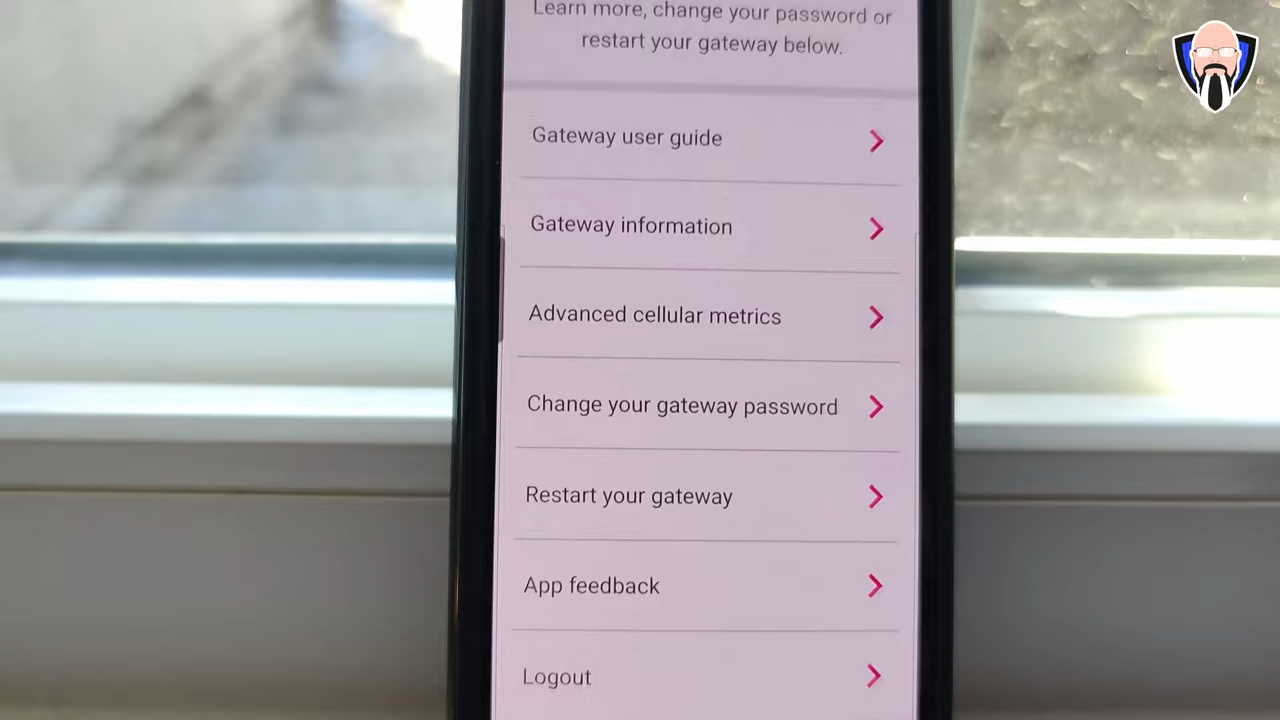 Learn more, change your password or
restart your gateway below.
Gateway user guide
Gateway information
Advanced cellular metrics
Change your gateway password
Restart your gateway
App feedback
Logout